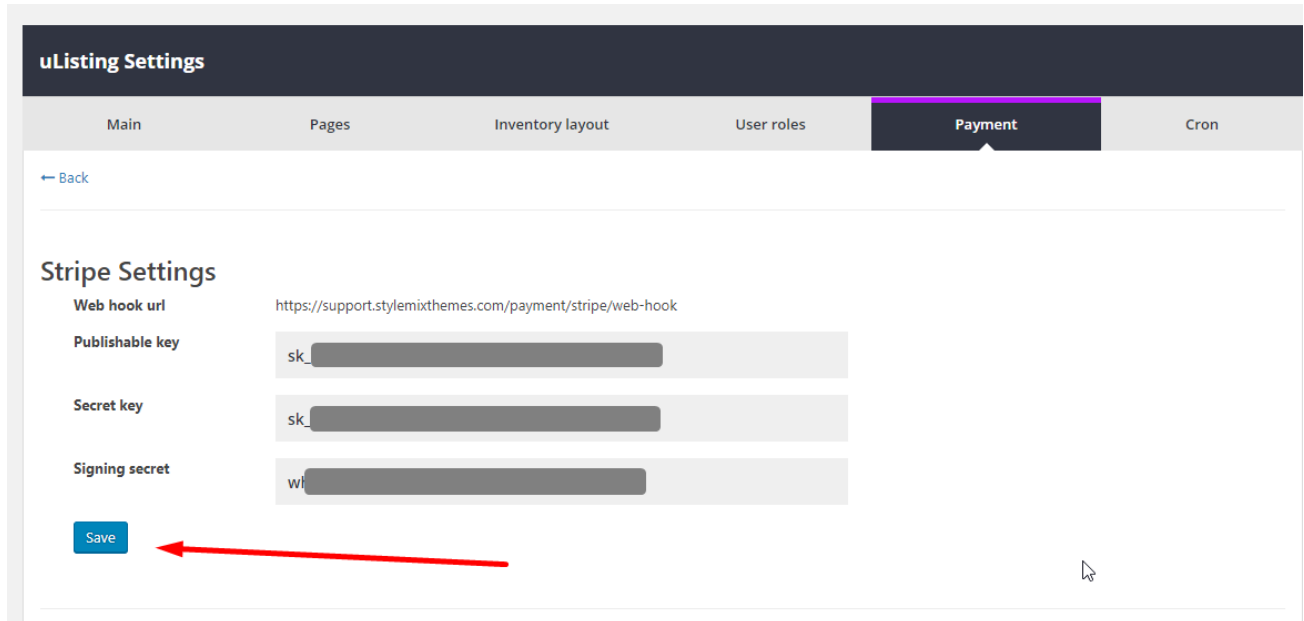 uListing Settings
Main Pages Inventory layout User roles Payment Cron
← Back
Stripe Settings
Web hook url https://support.stylemixthemes.com/payment/stripe/web-hook
Publishable key
sk_
Secret key
sk_
Signing secret
Save